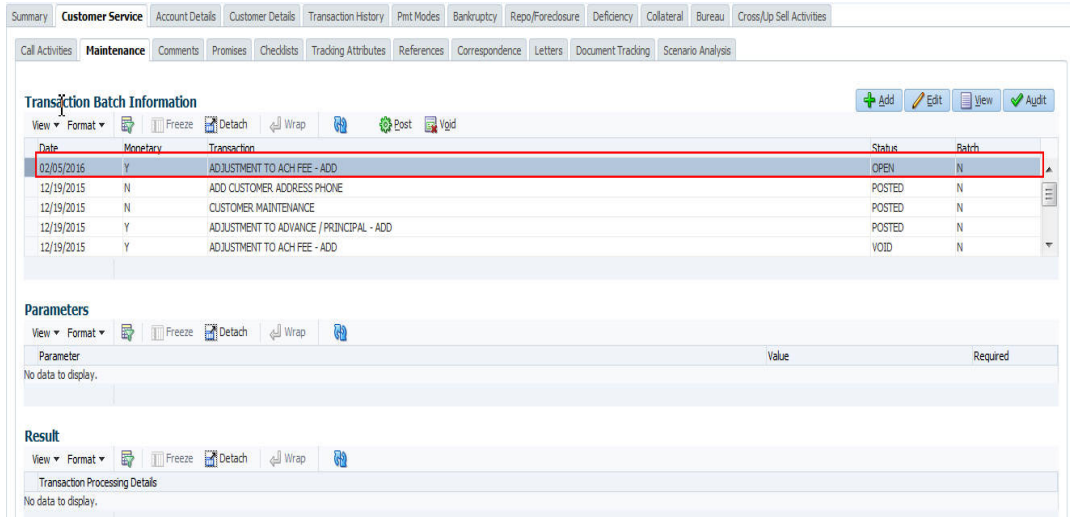 Summary Customer Service Account Details Customer Details Transaction History Pmt Modes Bankruptcy Repo/Foreclosure Deficiency Collateral Bureau Cross/Up Sell Activities
Call Activities Maintenance Comments Promises Checklists Tracking Attributes References Correspondence Letters Document Tracking Scenario Analysis
Transaction Batch Information Add Edit View Audit
View Format Freeze Detach Wrap Post Void
Date Monetary Transaction Status Batch
02/05/2016 Y ADJUSTMENT TO ACH FEE - ADD OPEN N
12/19/2015 N ADD CUSTOMER ADDRESS PHONE POSTED N
12/19/2015 N CUSTOMER MAINTENANCE POSTED N
12/19/2015 Y ADJUSTMENT TO ADVANCE / PRINCIPAL - ADD POSTED N
12/19/2015 Y ADJUSTMENT TO ACH FEE - ADD VOID N
Parameters
View Format Freeze Detach Wrap
Parameter Value Required
No data to display.
Result
View Format Freeze Detach Wrap
Transaction Processing Details
No data to display.